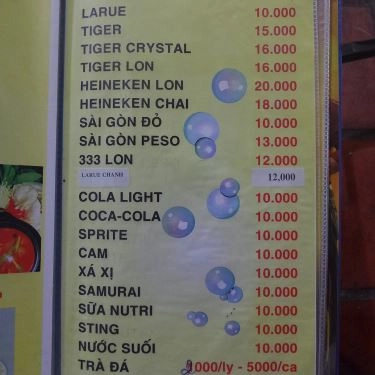 LARUE 10.000
TIGER 15.000
TIGER CRYSTAL 16.000
TIGER LON 16.000
HEINEKEN LON 20.000
HEINEKEN CHAI 18.000
SÀI GÒN ĐỎ 10.000
SÀI GÒN PESO 13.000
333 LON 12.000
LARUE CHANH 12,000
COLA LIGHT 10.000
COCA-COLA 10.000
SPRITE 10.000
CAM 10.000
XÁ XỊ 10.000
SAMURAI 10.000
SỮA NUTRI 10.000
STING 10.000
NƯỚC SUỐI 10.000
TRÀ ĐÁ 1000/ly - 5000/ca